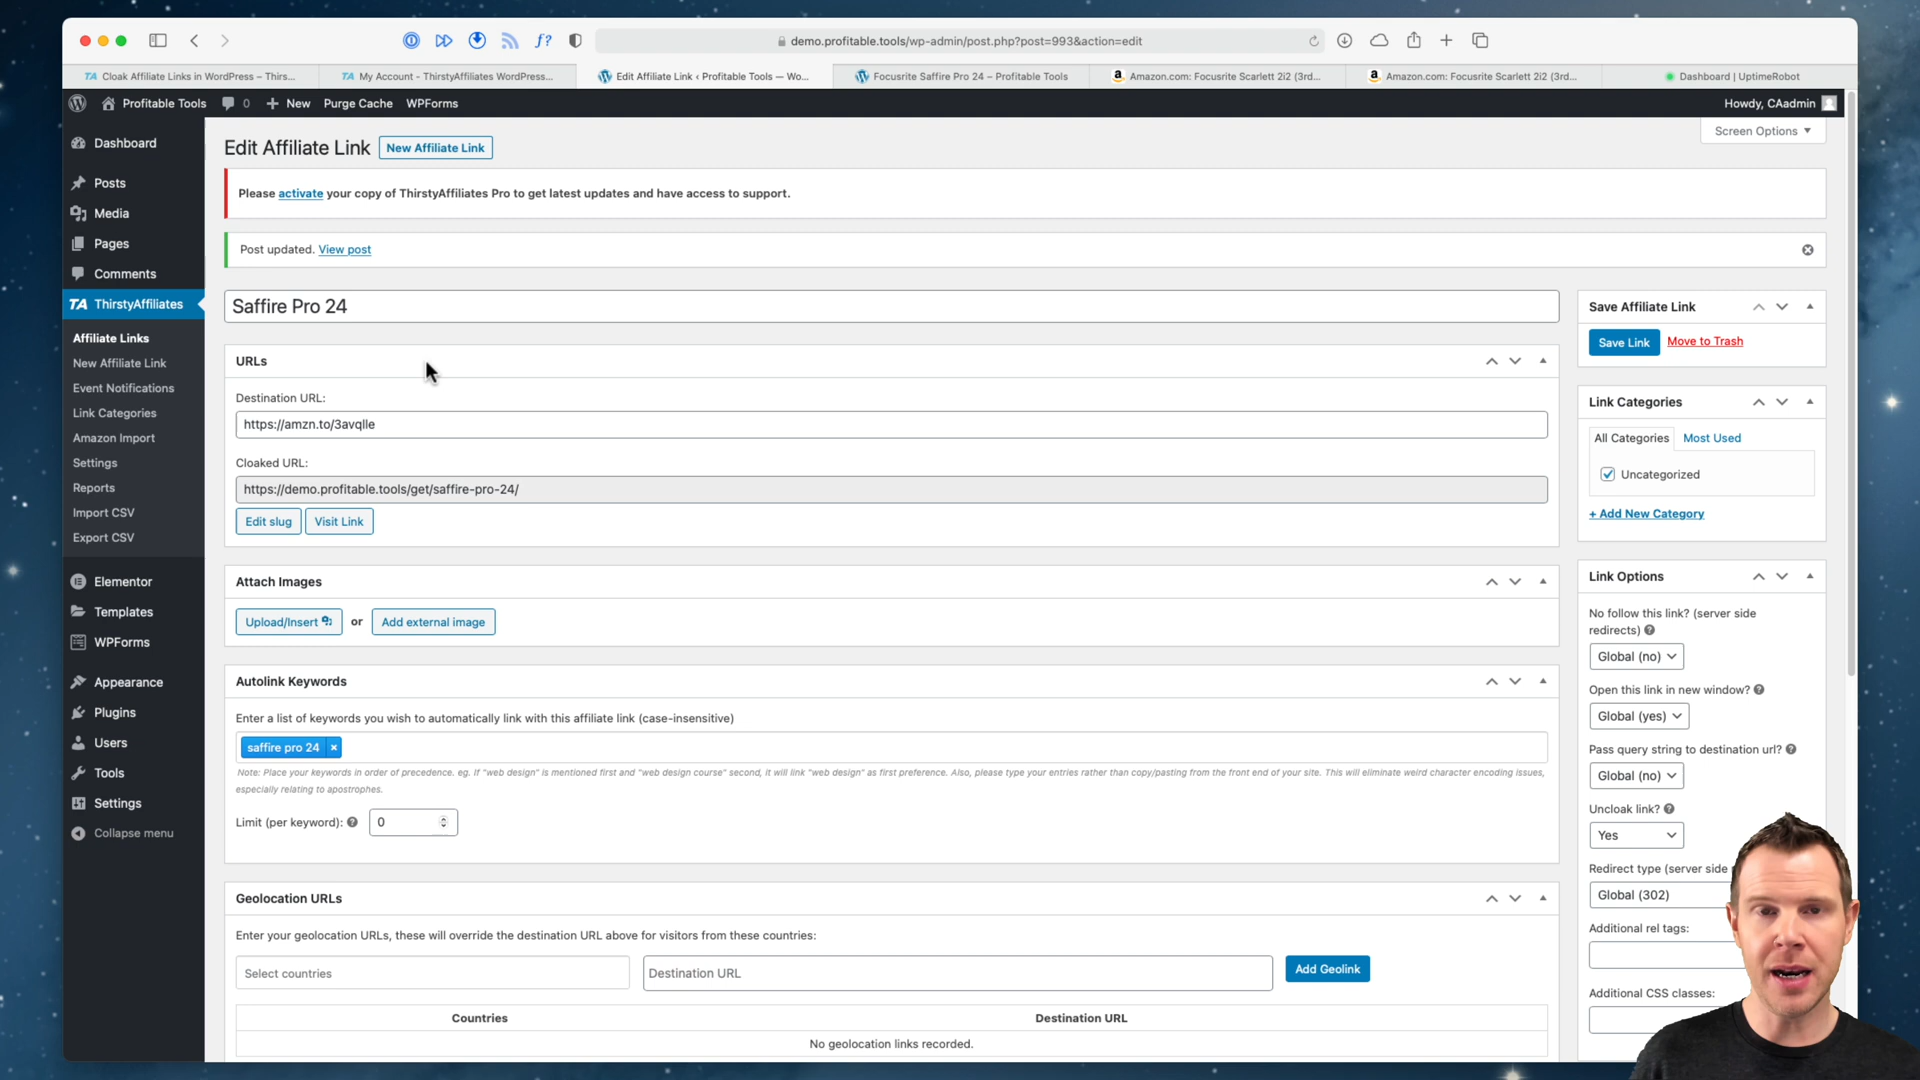 demo.profitable.tools/wp-admin/post.php?post=993&action=edit
TA Cloak Affiliate Links in WordPress – Thirs...
TA My Account - ThirstyAffiliates WordPress...
Edit Affiliate Link ‹ Profitable Tools — Wo...
Focusrite Saffire Pro 24 – Profitable Tools
Amazon.com: Focusrite Scarlett 2i2 (3rd...
Amazon.com: Focusrite Scarlett 2i2 (3rd...
Dashboard | UptimeRobot
Profitable Tools 0 + New Purge Cache WPForms
Howdy, CAadmin
Screen Options
Dashboard
Posts
Media
Pages
Comments
TA ThirstyAffiliates
Affiliate Links
New Affiliate Link
Event Notifications
Link Categories
Amazon Import
Settings
Reports
Import CSV
Export CSV
Elementor
Templates
WPForms
Appearance
Plugins
Users
Tools
Settings
Collapse menu
Edit Affiliate Link New Affiliate Link
Please activate your copy of ThirstyAffiliates Pro to get latest updates and have access to support.
Post updated. View post
Saffire Pro 24
URLs
Destination URL:
https://amzn.to/3avqlle
Cloaked URL:
https://demo.profitable.tools/get/saffire-pro-24/
Edit slug Visit Link
Attach Images
Upload/Insert or Add external image
Autolink Keywords
Enter a list of keywords you wish to automatically link with this affiliate link (case-insensitive)
saffire pro 24 ×
Note: Place your keywords in order of precedence. eg. If "web design" is mentioned first and "web design course" second, it will link "web design" as first preference. Also, please type your entries rather than copy/pasting from the front end of your site. This will eliminate weird character encoding issues,
especially relating to apostrophes.
Limit (per keyword): ? 0
Geolocation URLs
Enter your geolocation URLs, these will override the destination URL above for visitors from these countries:
Select countries Destination URL Add Geolink
Countries Destination URL
No geolocation links recorded.
Save Affiliate Link
Save Link Move to Trash
Link Categories
All Categories Most Used
Uncategorized
+ Add New Category
Link Options
No follow this link? (server side
redirects) ?
Global (no)
Open this link in new window? ?
Global (yes)
Pass query string to destination url? ?
Global (no)
Uncloak link? ?
Yes
Redirect type (server side
Global (302)
Additional rel tags:
Additional CSS classes: